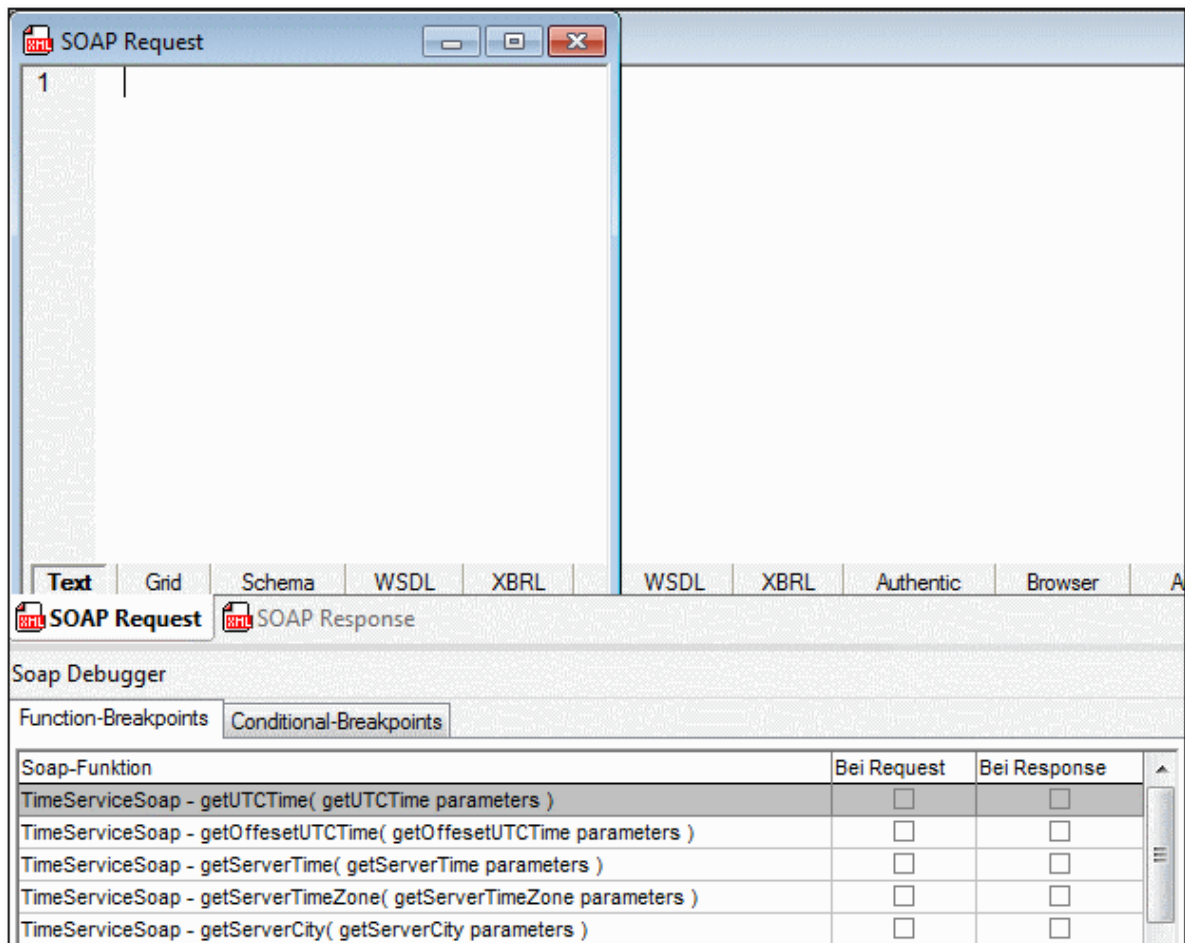 SOAP Request
1
Text Grid Schema WSDL XBRL WSDL XBRL Authentic Browser A
SOAP Request SOAP Response
Soap Debugger
Function-Breakpoints Conditional-Breakpoints
Soap-Funktion Bei Request Bei Response
TimeServiceSoap - getUTCTime( getUTCTime parameters )
TimeServiceSoap - getOffesetUTCTime( getOffesetUTCTime parameters )
TimeServiceSoap - getServerTime( getServerTime parameters )
TimeServiceSoap - getServerTimeZone( getServerTimeZone parameters )
TimeServiceSoap - getServerCity( getServerCity parameters )